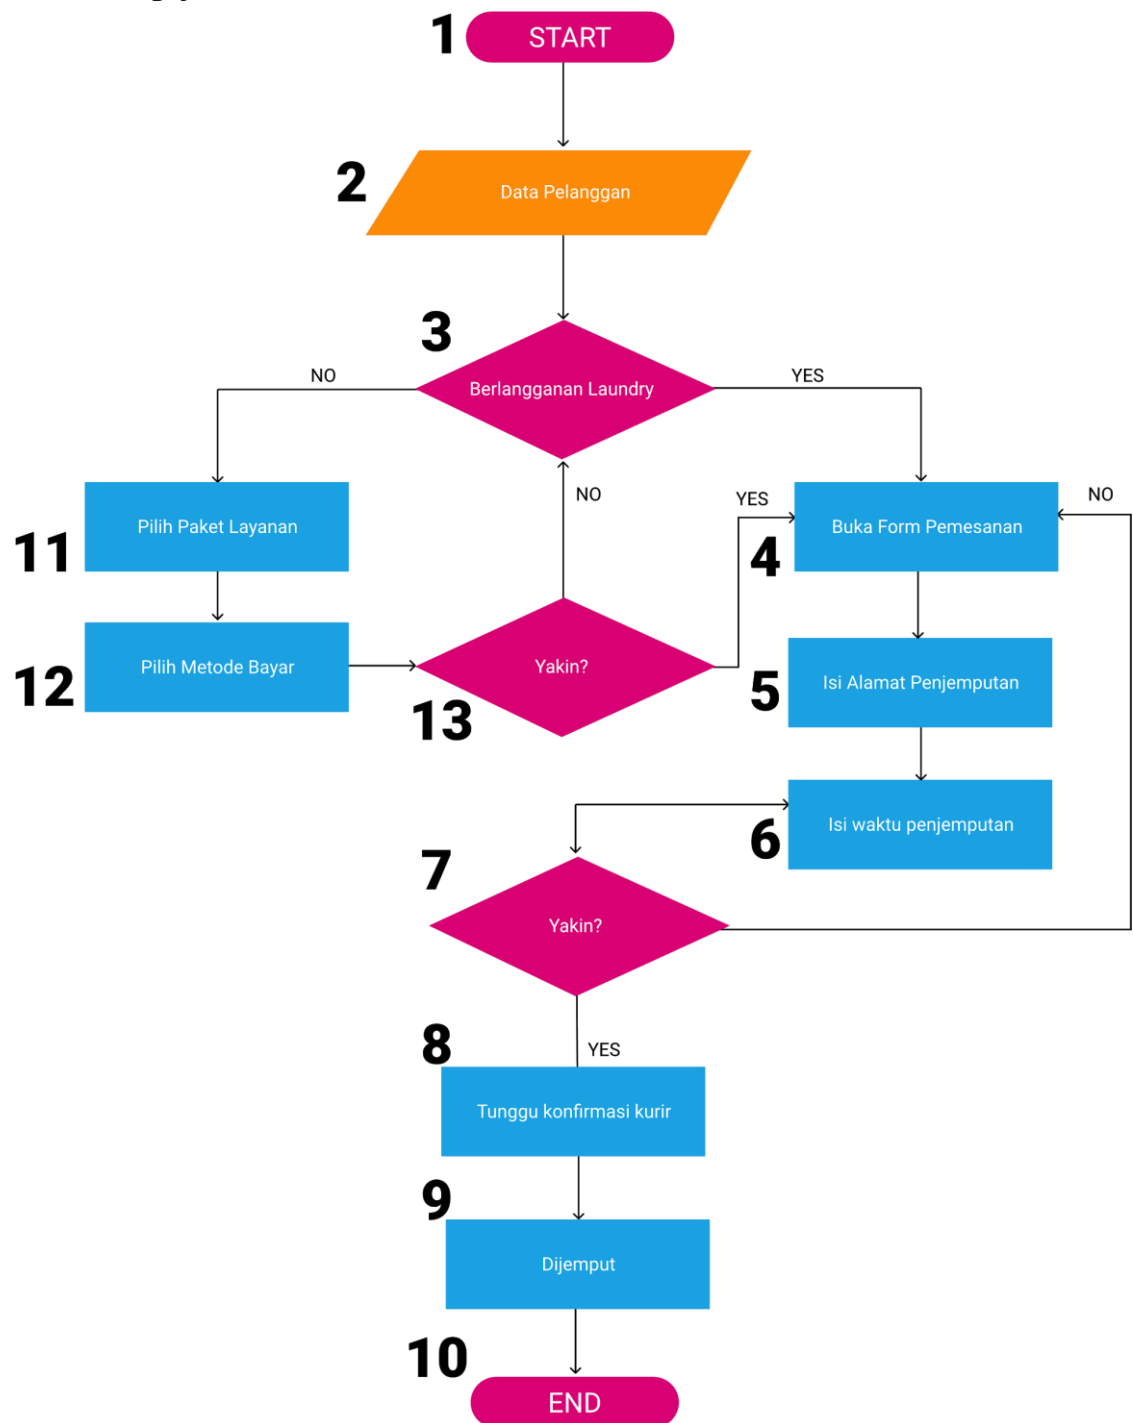 1
START
2
Data Pelanggan
3
Berlangganan Laundry
NO
YES
11
Pilih Paket Layanan
NO
YES
4
Buka Form Pemesanan
NO
12
Pilih Metode Bayar
13
Yakin?
5
Isi Alamat Penjemputan
6
Isi waktu penjemputan
7
Yakin?
YES
8
Tunggu konfirmasi kurir
9
Dijemput
10
END